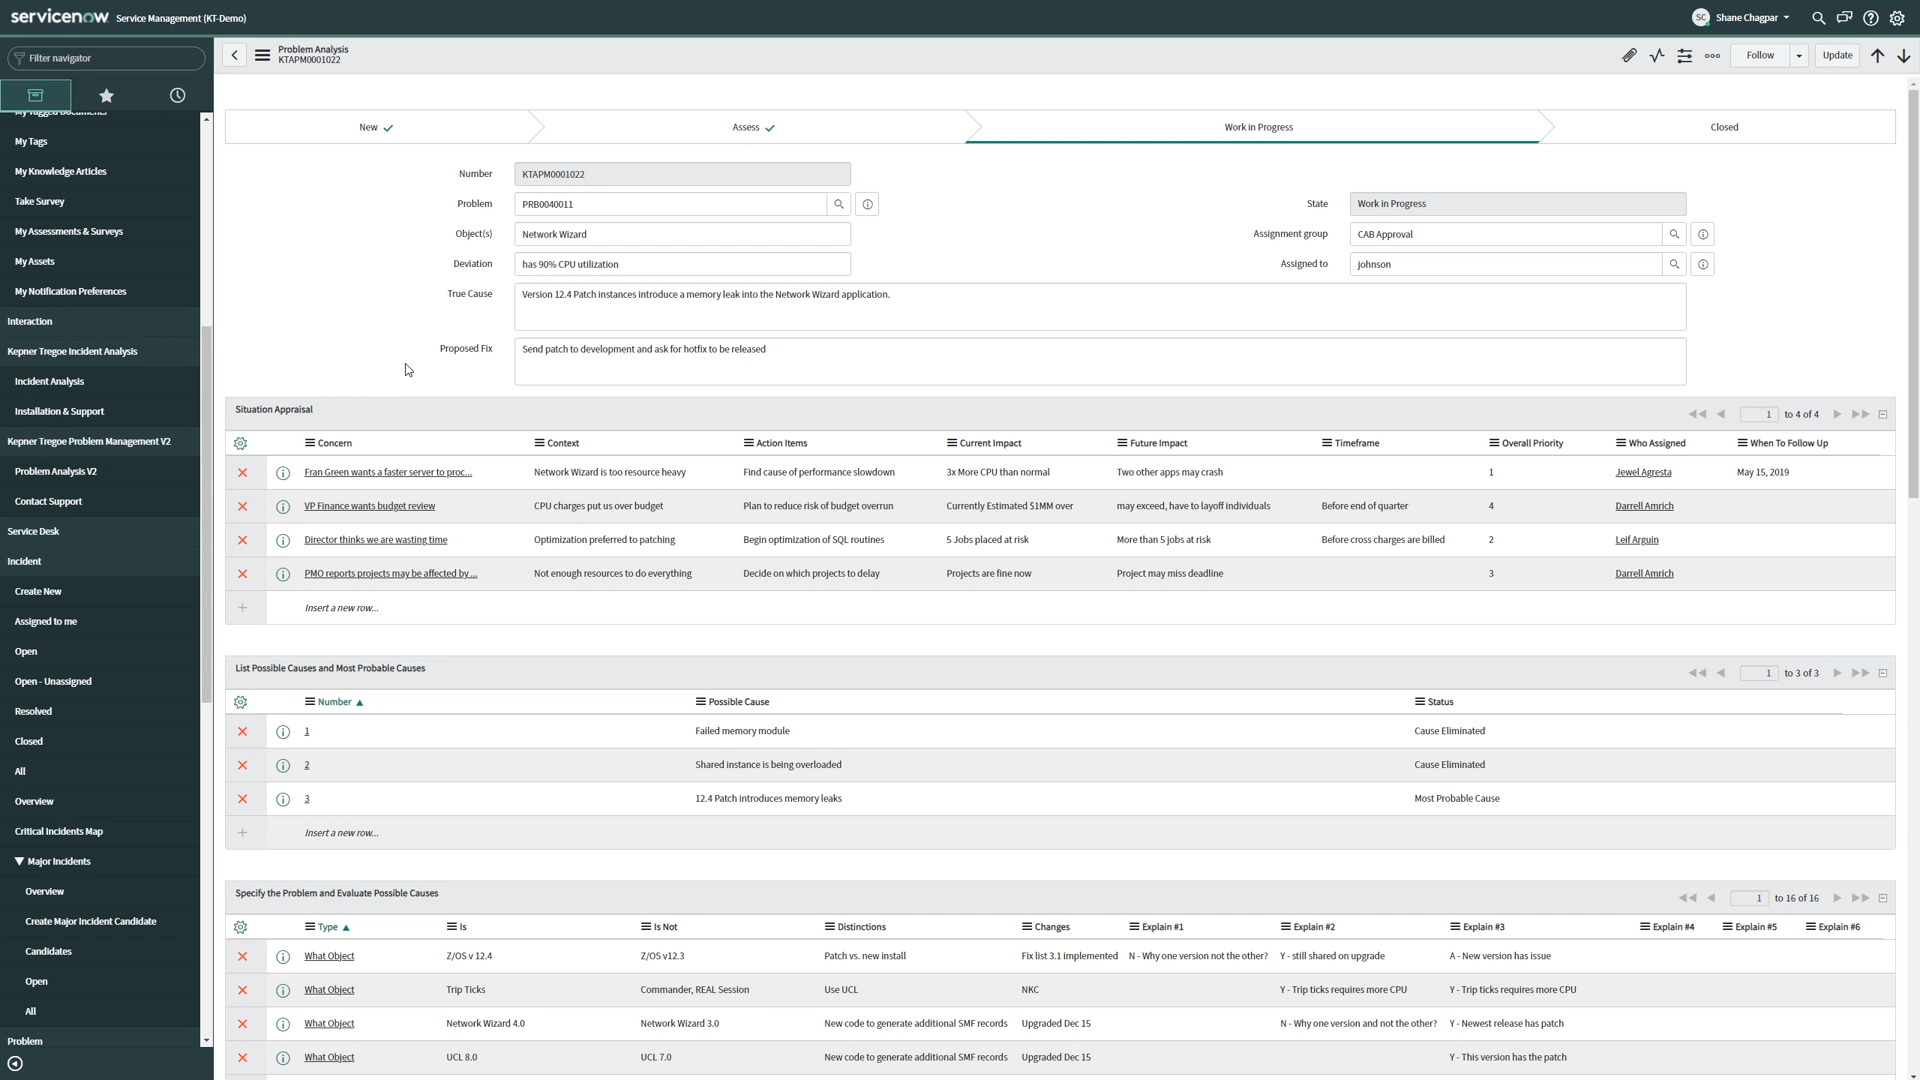 servicenow Service Management (KT-Demo)
SC Shane Chagpar
Filter navigator
Problem Analysis
KTAPM0001022
Follow
Update
My Tagged Documents
My Tags
My Knowledge Articles
Take Survey
My Assessments & Surveys
My Assets
My Notification Preferences
Interaction
Kepner Tregoe Incident Analysis
Incident Analysis
Installation & Support
Kepner Tregoe Problem Management V2
Problem Analysis V2
Contact Support
Service Desk
Incident
Create New
Assigned to me
Open
Open - Unassigned
Resolved
Closed
All
Overview
Critical Incidents Map
Major Incidents
Overview
Create Major Incident Candidate
Candidates
Open
All
Problem
New Assess Work in Progress Closed
Number KTAPM0001022
Problem PRB0040011 State Work in Progress
Object(s) Network Wizard Assignment group CAB Approval
Deviation has 90% CPU utilization Assigned to johnson
True Cause Version 12.4 Patch instances introduce a memory leak into the Network Wizard application.
Proposed Fix Send patch to development and ask for hotfix to be released
Situation Appraisal 1 to 4 of 4
Concern Context Action Items Current Impact Future Impact Timeframe Overall Priority Who Assigned When To Follow Up
Fran Green wants a faster server to proc... Network Wizard is too resource heavy Find cause of performance slowdown 3x More CPU than normal Two other apps may crash 1 Jewel Agresta May 15, 2019
VP Finance wants budget review CPU charges put us over budget Plan to reduce risk of budget overrun Currently Estimated $1MM over may exceed, have to layoff individuals Before end of quarter 4 Darrell Amrich
Director thinks we are wasting time Optimization preferred to patching Begin optimization of SQL routines 5 Jobs placed at risk More than 5 jobs at risk Before cross charges are billed 2 Leif Arguin
PMO reports projects may be affected by ... Not enough resources to do everything Decide on which projects to delay Projects are fine now Project may miss deadline 3 Darrell Amrich
Insert a new row...
List Possible Causes and Most Probable Causes 1 to 3 of 3
Number Possible Cause Status
1 Failed memory module Cause Eliminated
2 Shared instance is being overloaded Cause Eliminated
3 12.4 Patch introduces memory leaks Most Probable Cause
Insert a new row...
Specify the Problem and Evaluate Possible Causes 1 to 16 of 16
Type Is Is Not Distinctions Changes Explain #1 Explain #2 Explain #3 Explain #4 Explain #5 Explain #6
What Object Z/OS v 12.4 Z/OS v12.3 Patch vs. new install Fix list 3.1 implemented N - Why one version not the other? Y - still shared on upgrade A - New version has issue
What Object Trip Ticks Commander, REAL Session Use UCL NKC Y - Trip ticks requires more CPU Y - Trip ticks requires more CPU
What Object Network Wizard 4.0 Network Wizard 3.0 New code to generate additional SMF records Upgraded Dec 15 N - Why one version and not the other? Y - Newest release has patch
What Object UCL 8.0 UCL 7.0 New code to generate additional SMF records Upgraded Dec 15 Y - This version has the patch